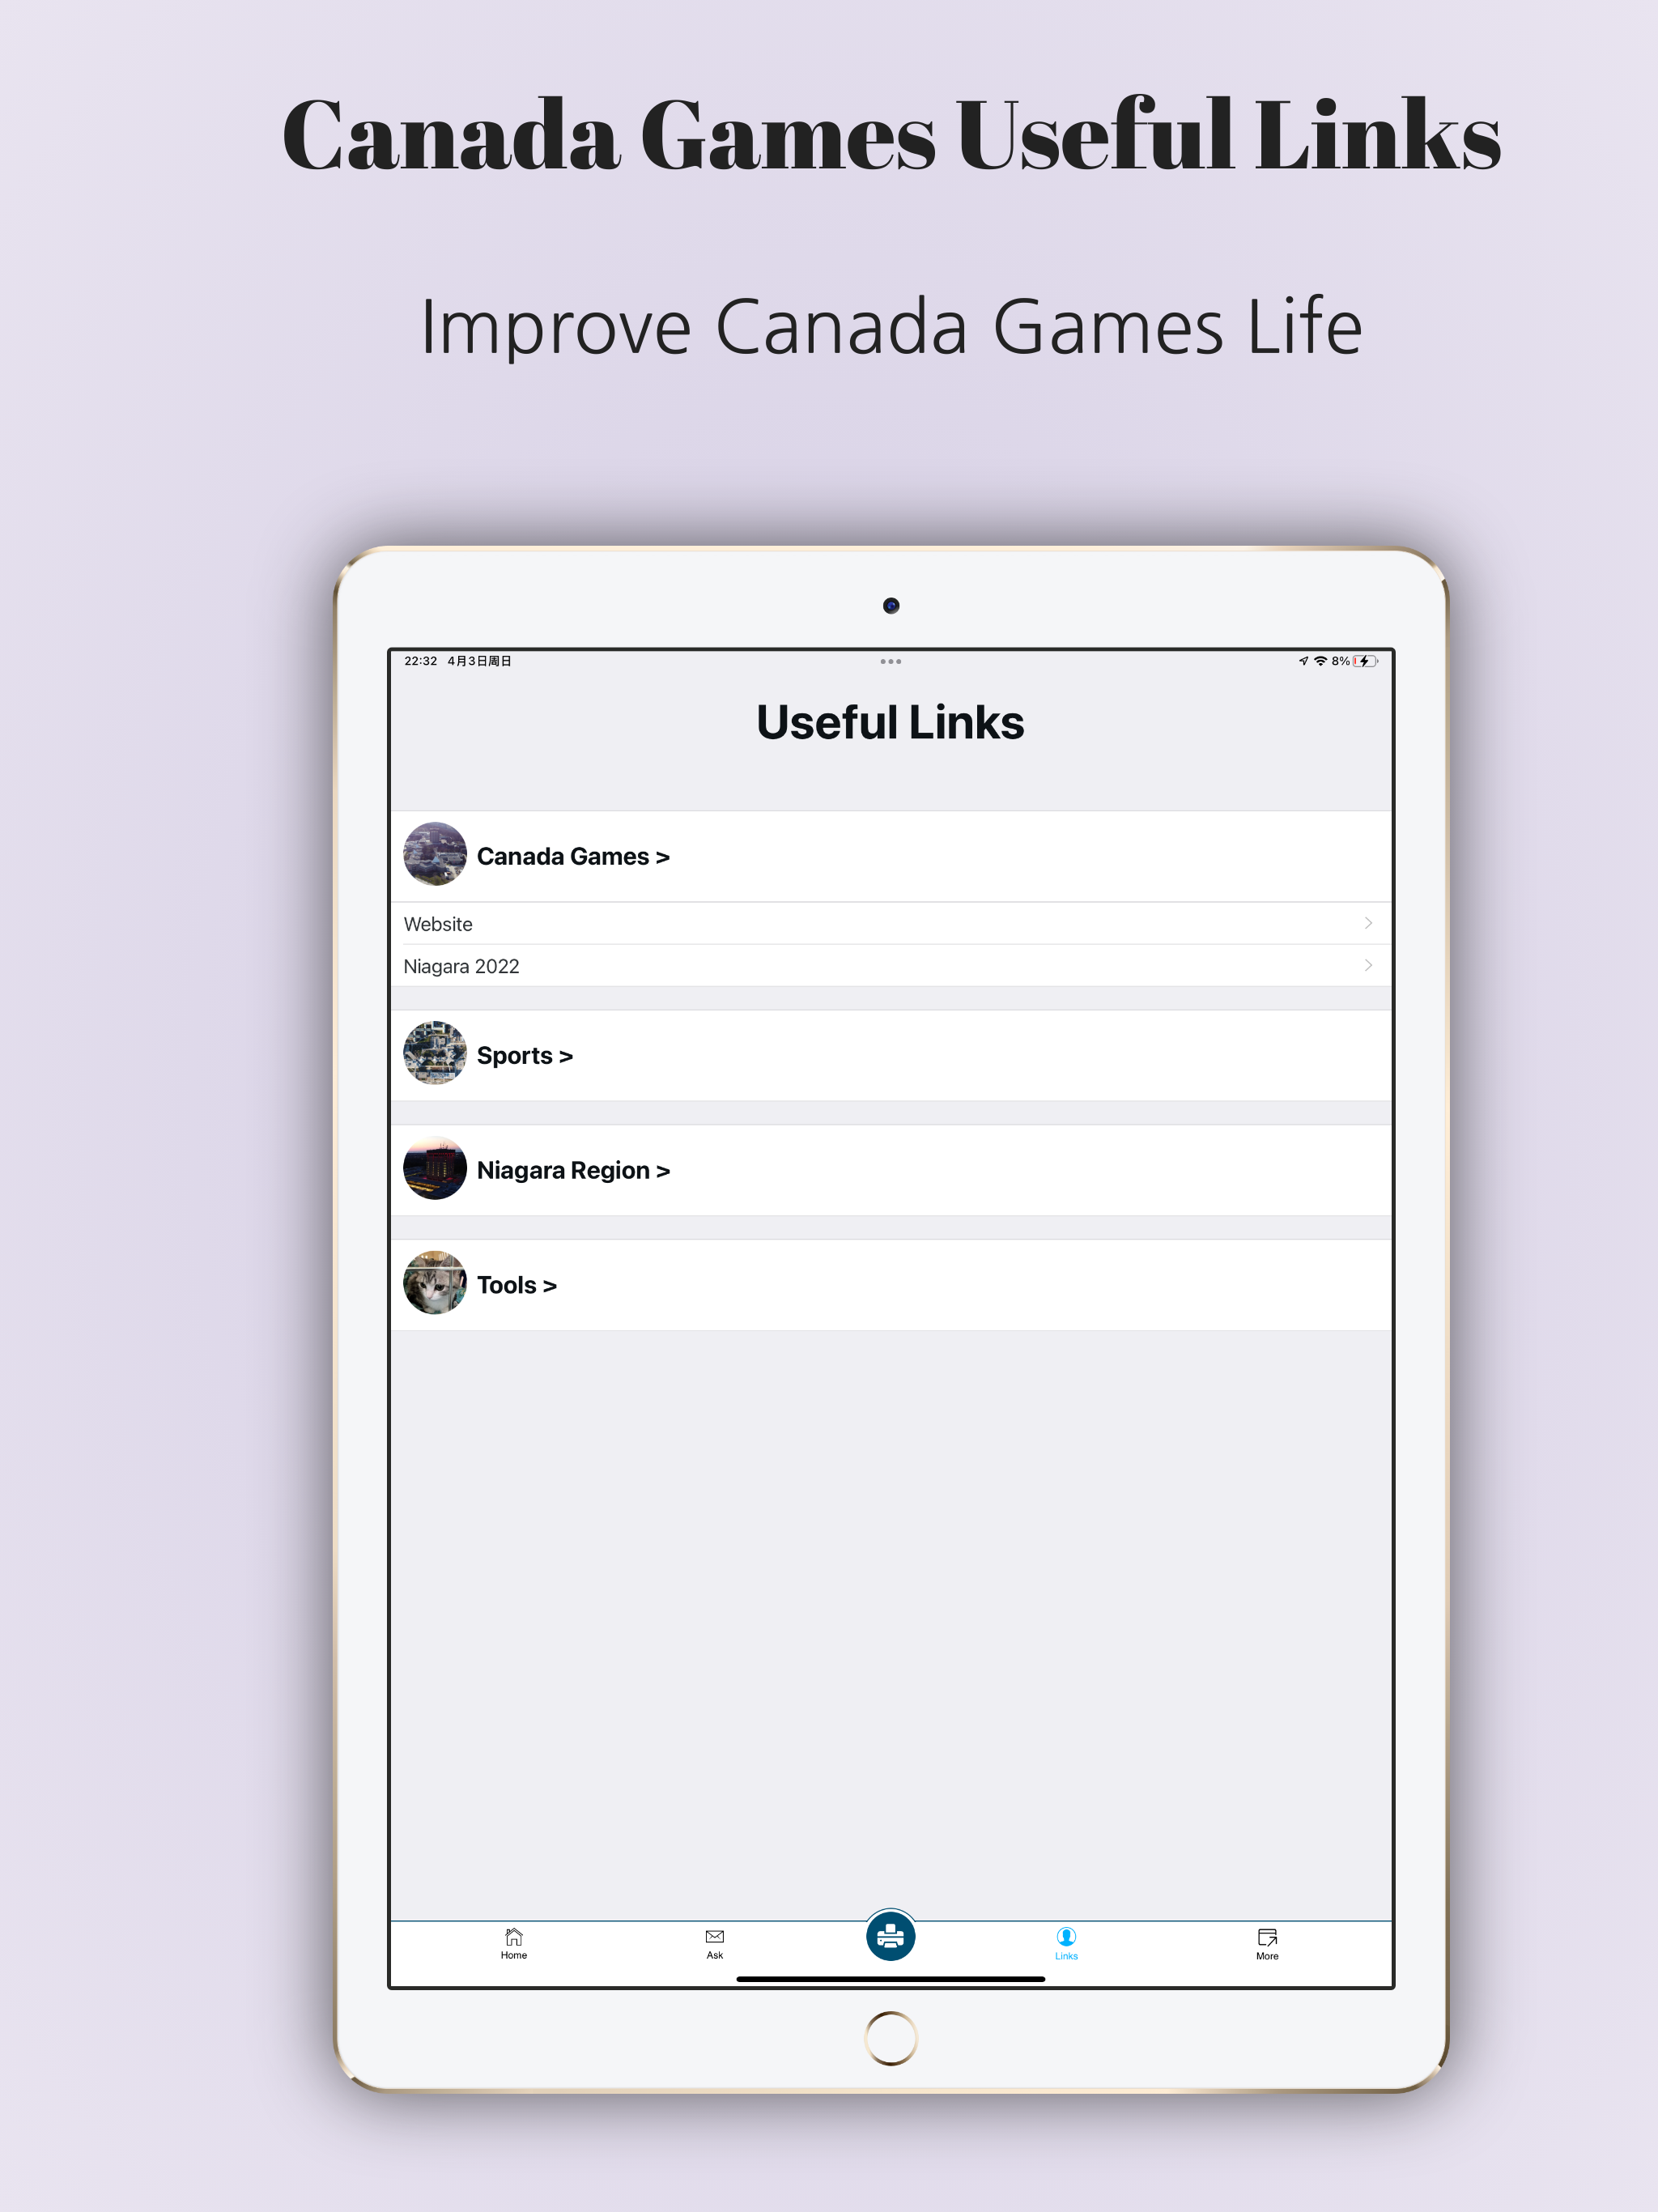 Canada Games Useful Links
Improve Canada Games Life
22:32 4月3日周日
8%
Useful Links
Canada Games >
Website
Niagara 2022
Sports >
Niagara Region >
Tools >
Home
Ask
Links
More